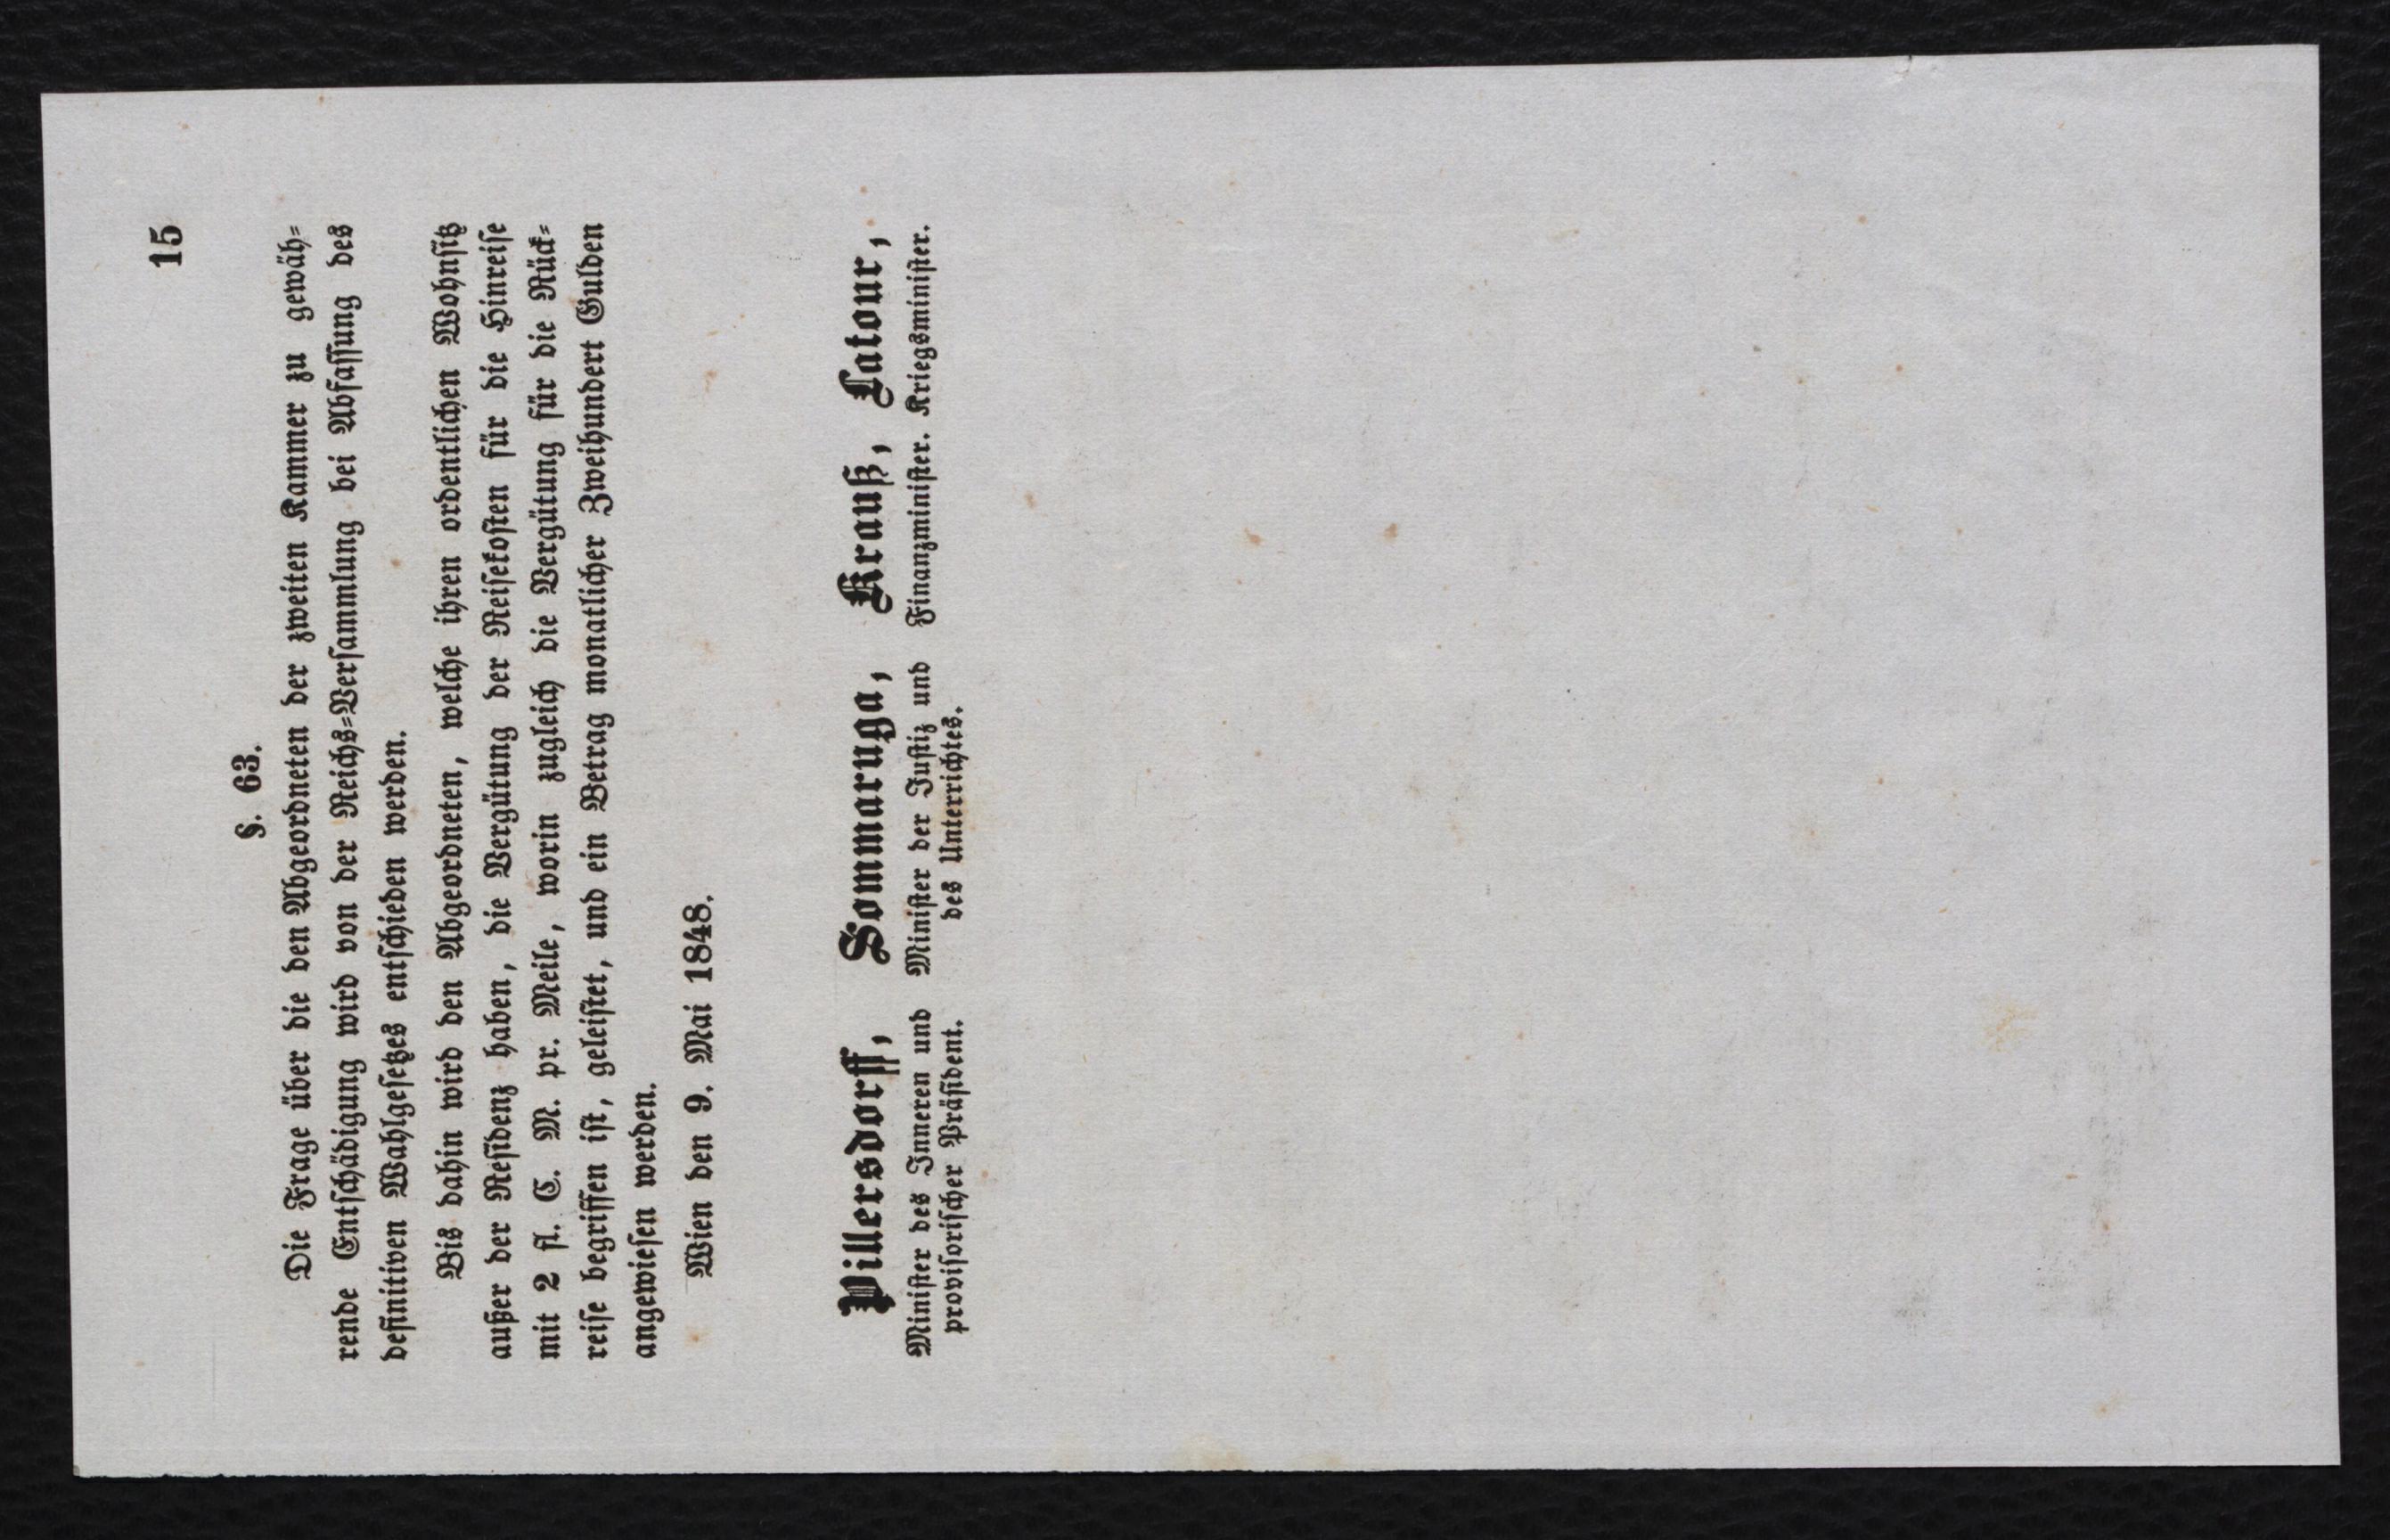 15
§. 63.
Die Frage über die den Abgeordneten der zweiten Kammer zu gewäh=
rende Entschädigung wird von der Reichs=Versammlung bei Abfassung des
definitiven Wahlgesetzes entschieden werden.
Bis dahin wird den Abgeordneten, welche ihren ordentlichen Wohnsitz
außer der Residenz haben, die Vergütung der Reisekosten für die Hinreise
mit 2 fl. C. M. pr. Meile, worin zugleich die Vergütung für die Rück=
reise begriffen ist, geleistet, und ein Betrag monatlicher Zweihundert Gulden
angewiesen werden.
Wien den 9. Mai 1848.
Pillersdorff, Sommaruga, Krauß, Latour,
Minister des Inneren und Minister der Justiz und Finanzminister. Kriegsminister.
provisorischer Präsident. des Unterrichtes.